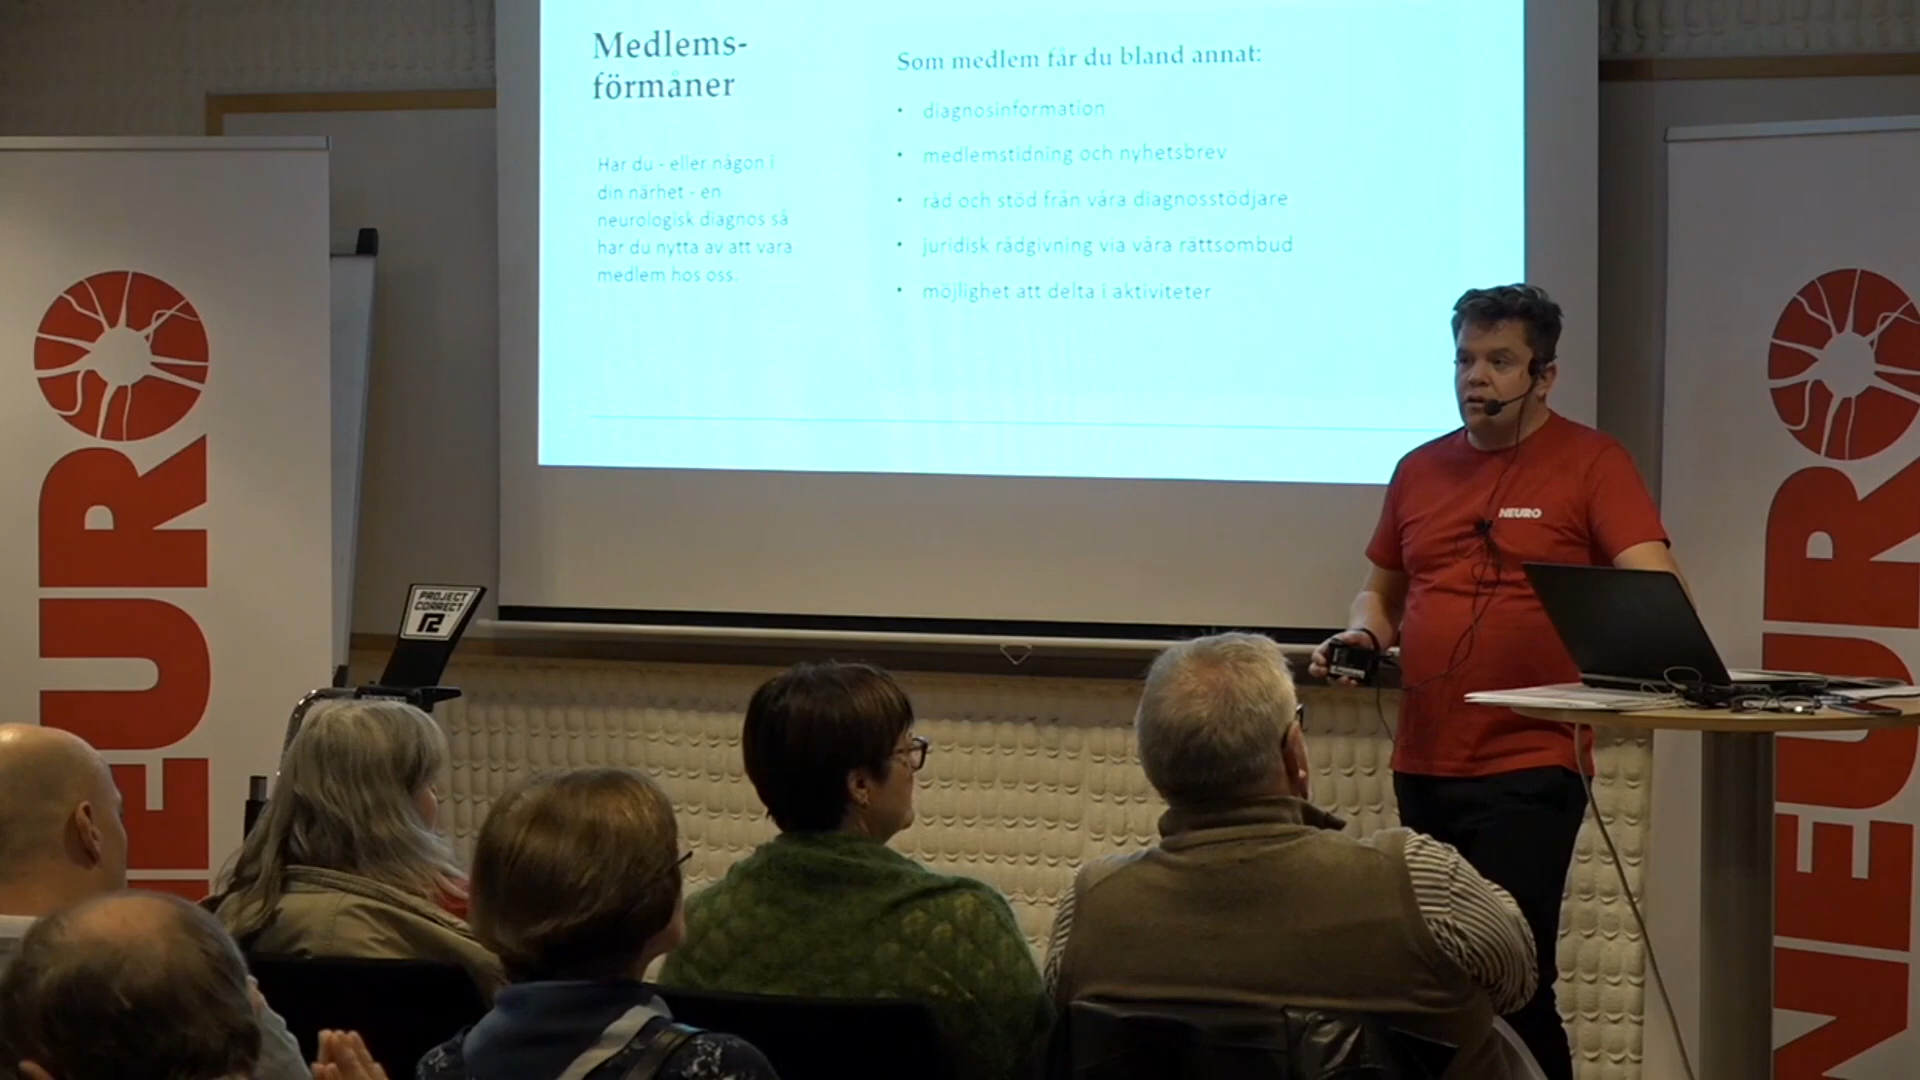 Medlems-
förmåner
Har du - eller någon i
din närhet - en
neurologisk diagnos så
har du nytta av att vara
medlem hos oss.
Som medlem får du bland annat:
• diagnosinformation
• medlemstidning och nyhetsbrev
• råd och stöd från våra diagnosstödjare
• juridisk rådgivning via våra rättsombud
• möjlighet att delta i aktiviteter
NEURO
PROJECT
CORRECT
NEURO
NEURO